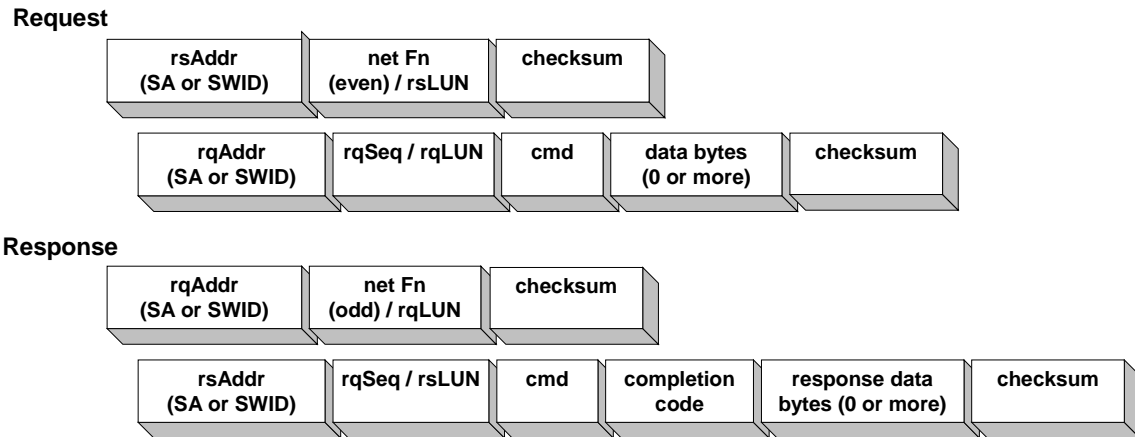 Request
rsAddr
(SA or SWID)
net Fn
(even) / rsLUN
checksum
rqAddr
(SA or SWID)
rqSeq / rqLUN
cmd
data bytes
(0 or more)
checksum
Response
rqAddr
(SA or SWID)
net Fn
(odd) / rqLUN
checksum
rsAddr
(SA or SWID)
rqSeq / rsLUN
cmd
completion
code
response data
bytes (0 or more)
checksum